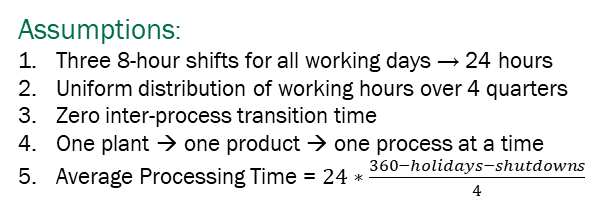 Assumptions:
1. Three 8-hour shifts for all working days → 24 hours
2. Uniform distribution of working hours over 4 quarters
3. Zero inter-process transition time
4. One plant → one product → one process at a time
5. Average Processing Time = 24 * (360−holidays−shutdowns)/4